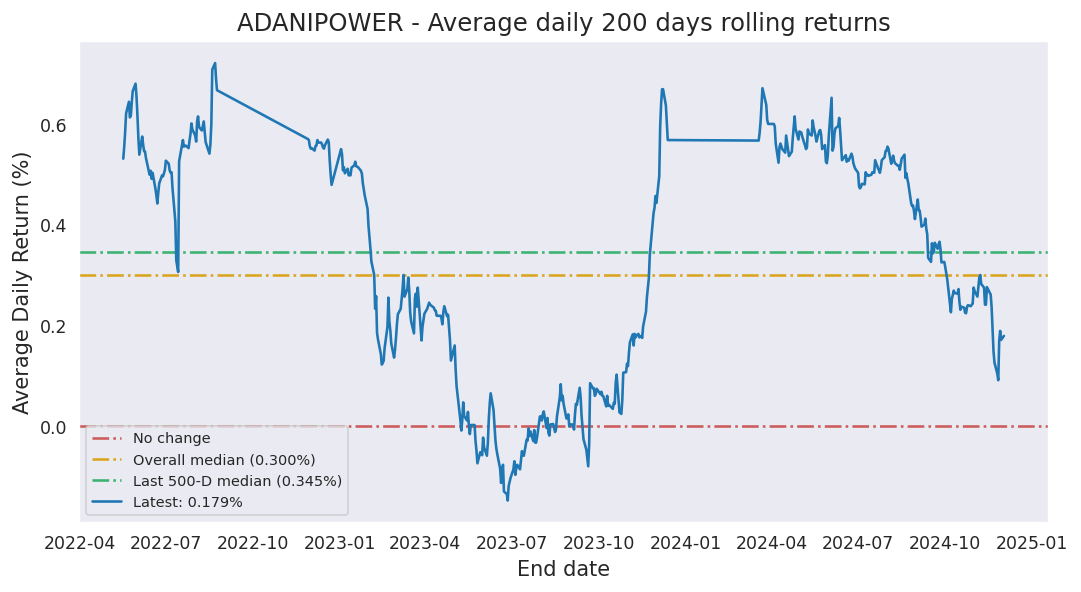 ADANIPOWER - Average daily 200 days rolling returns
Average Daily Return (%)
0.6
0.4
0.2
0.0
No change
Overall median (0.300%)
Last 500-D median (0.345%)
Latest: 0.179%
2022-04 2022-07 2022-10 2023-01 2023-04 2023-07 2023-10 2024-01 2024-04 2024-07 2024-10 2025-01
End date